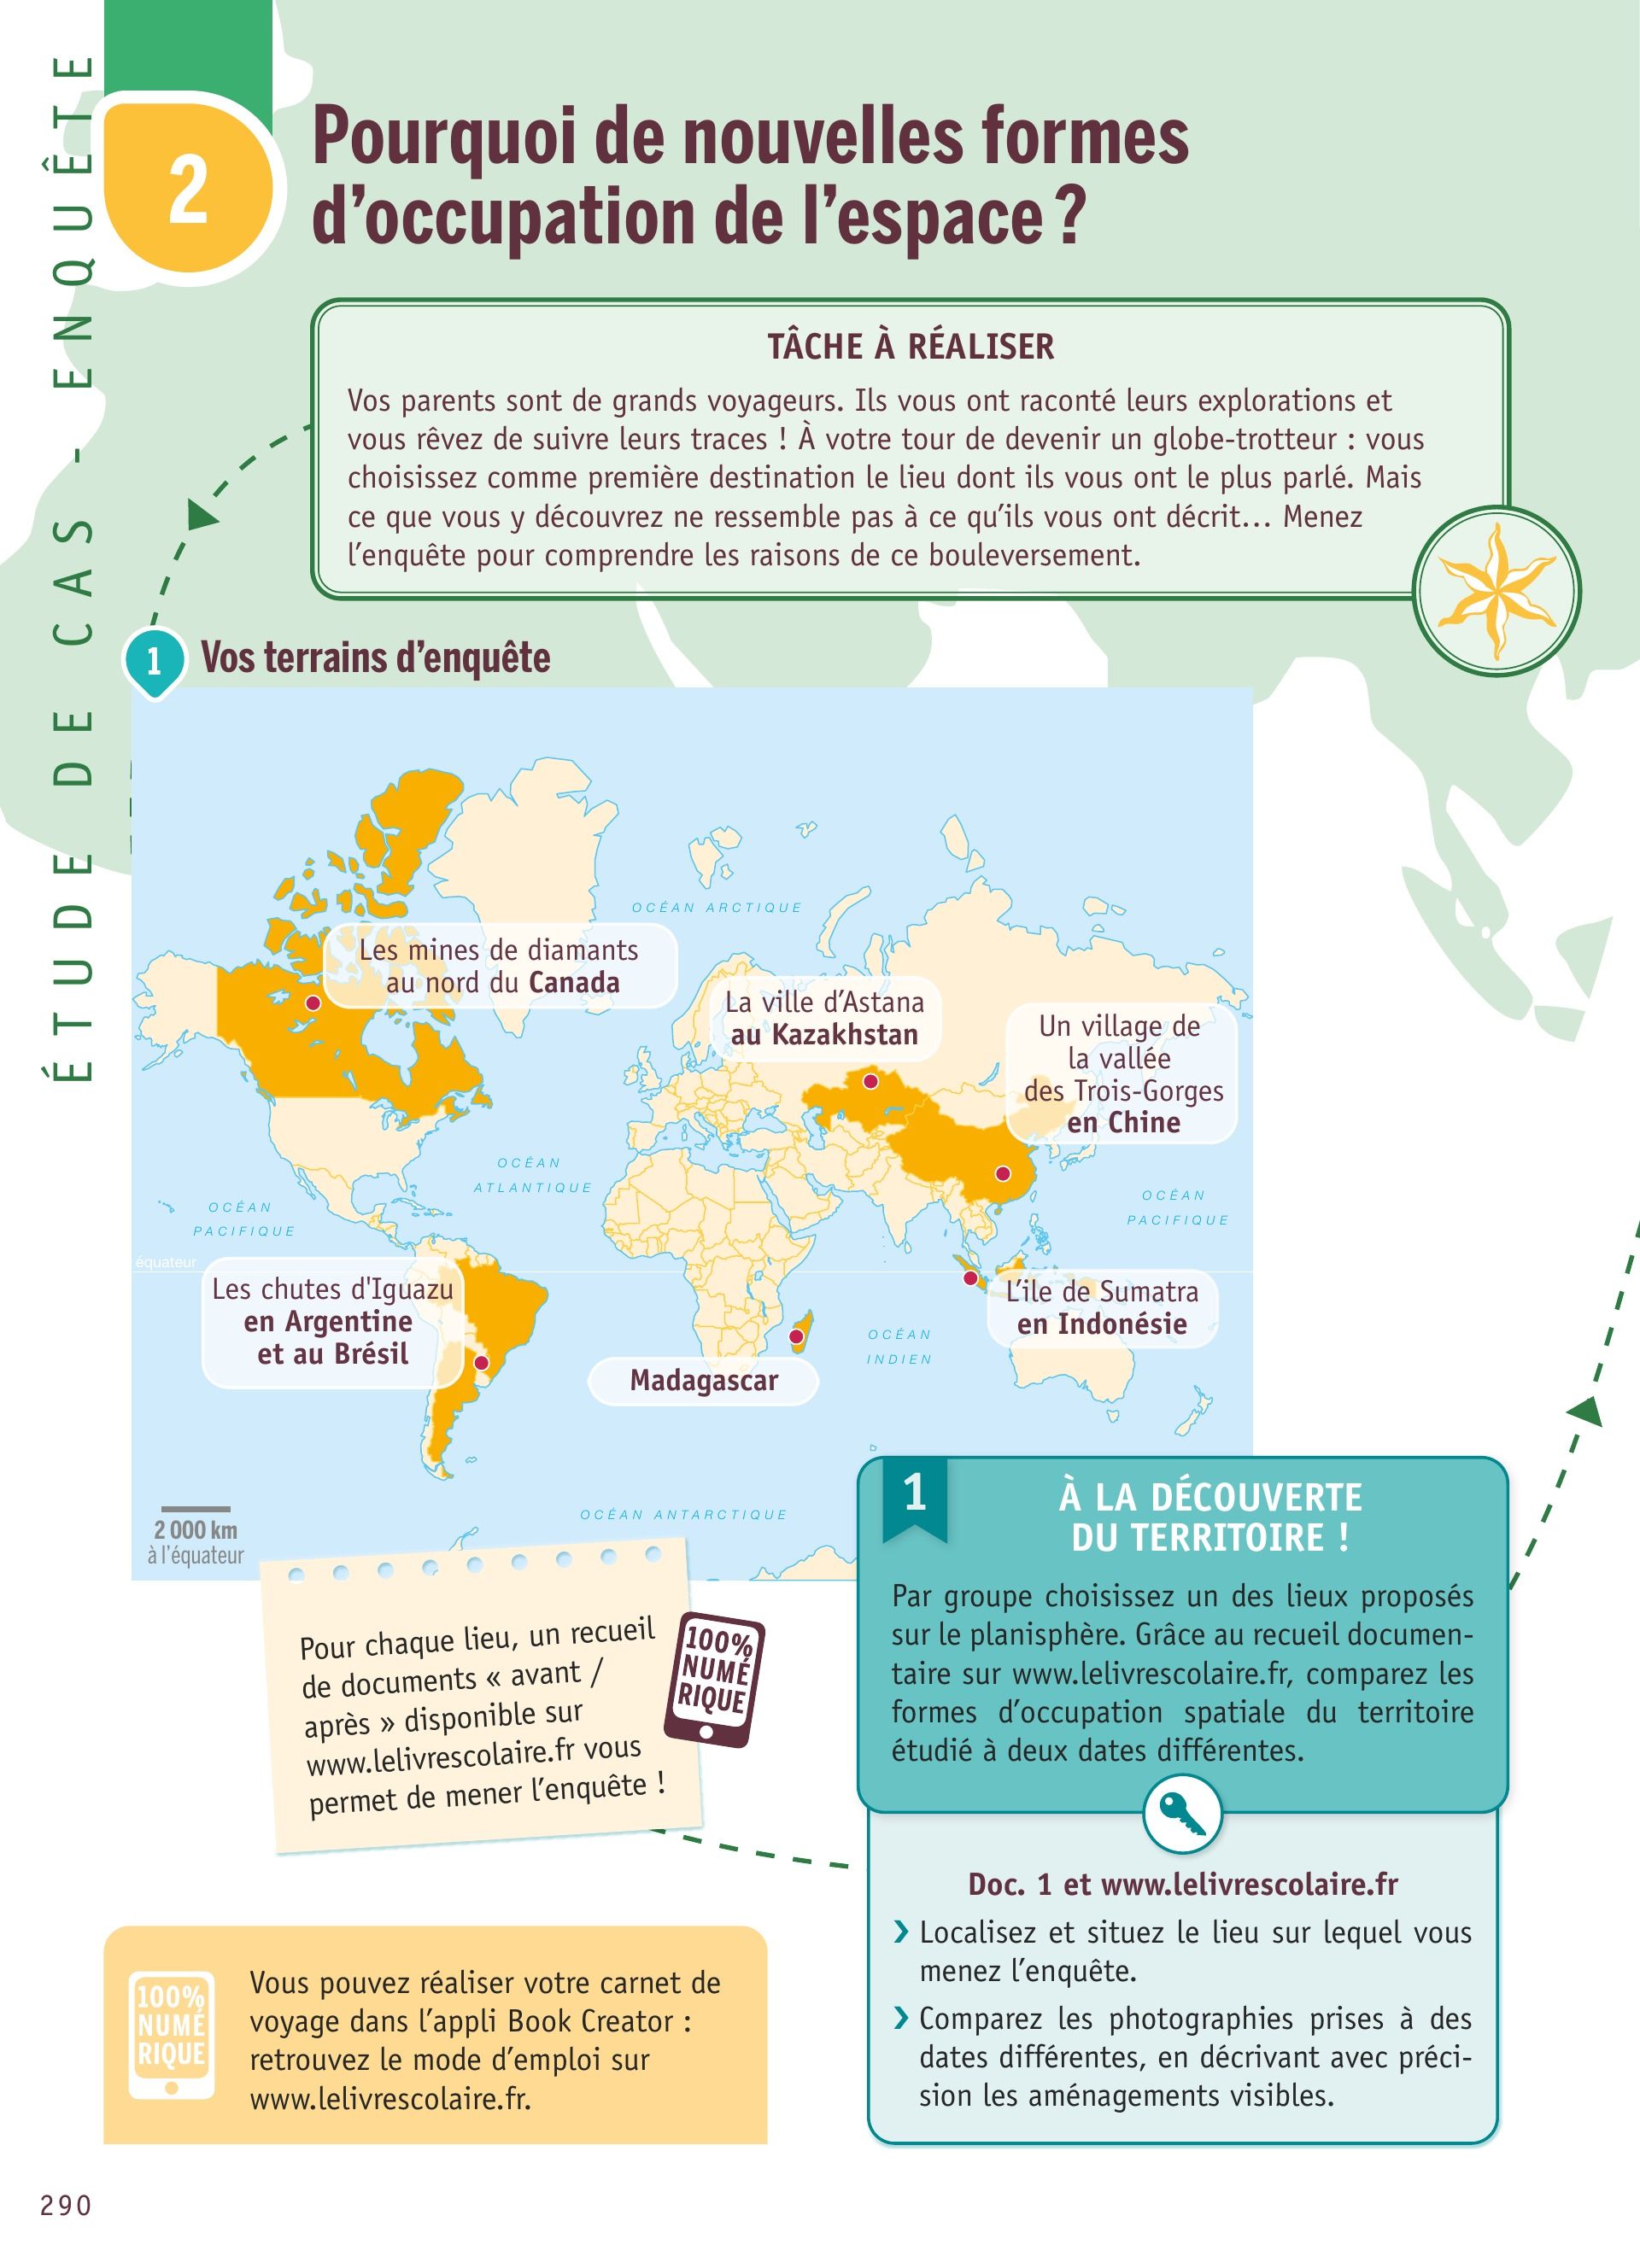 ÉTUDE DE CAS - ENQUÊTE
2
Pourquoi de nouvelles formes
d'occupation de l'espace ?
TÂCHE À RÉALISER
Vos parents sont de grands voyageurs. Ils vous ont raconté leurs explorations et
vous rêvez de suivre leurs traces ! À votre tour de devenir un globe-trotteur : vous
choisissez comme première destination le lieu dont ils vous ont le plus parlé. Mais
ce que vous y découvrez ne ressemble pas à ce qu'ils vous ont décrit... Menez
l'enquête pour comprendre les raisons de ce bouleversement.
1 Vos terrains d'enquête
OCÉAN ARCTIQUE
Les mines de diamants
au nord du Canada
La ville d'Astana
au Kazakhstan
Un village de
la vallée
des Trois-Gorges
en Chine
OCÉAN
ATLANTIQUE
OCÉAN
PACIFIQUE
OCÉAN
PACIFIQUE
équateur
Les chutes d'Iguazu
en Argentine
et au Brésil
L'ile de Sumatra
en Indonésie
OCÉAN
INDIEN
Madagascar
OCÉAN ANTARCTIQUE
2 000 km
à l'équateur
Pour chaque lieu, un recueil
de documents « avant /
après » disponible sur
www.lelivrescolaire.fr vous
permet de mener l'enquête !
100%
NUMÉ
RIQUE
1
À LA DÉCOUVERTE
DU TERRITOIRE !
Par groupe choisissez un des lieux proposés
sur le planisphère. Grâce au recueil documen-
taire sur www.lelivrescolaire.fr, comparez les
formes d'occupation spatiale du territoire
étudié à deux dates différentes.
Doc. 1 et www.lelivrescolaire.fr
› Localisez et situez le lieu sur lequel vous
menez l'enquête.
› Comparez les photographies prises à des
dates différentes, en décrivant avec préci-
sion les aménagements visibles.
100%
NUMÉ
RIQUE
Vous pouvez réaliser votre carnet de
voyage dans l'appli Book Creator :
retrouvez le mode d'emploi sur
www.lelivrescolaire.fr.
290